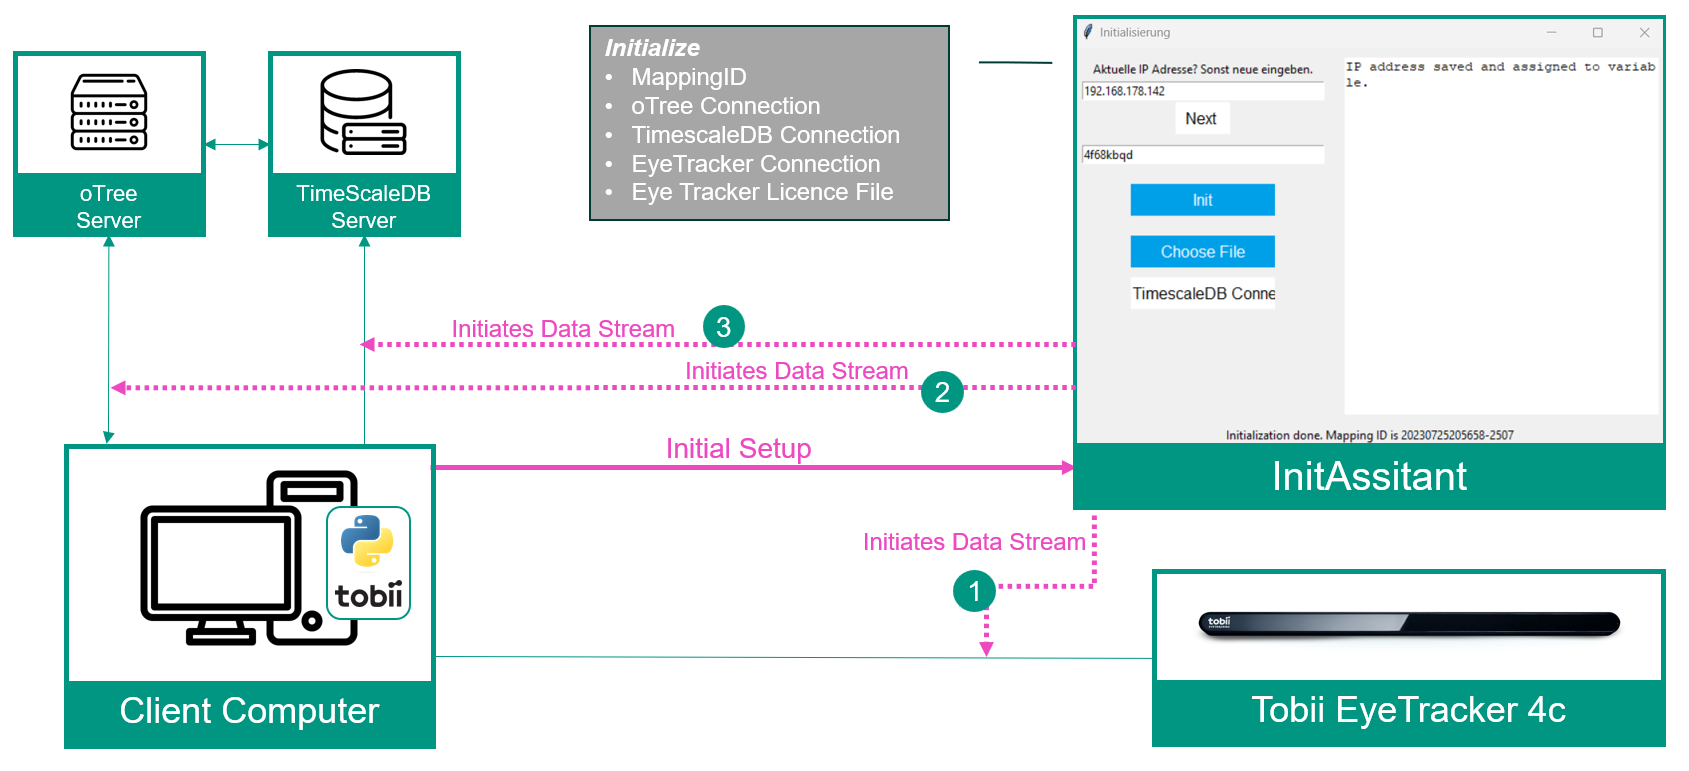 Initialize
• MappingID
• oTree Connection
• TimescaleDB Connection
• EyeTracker Connection
• Eye Tracker Licence File
oTree
Server
TimeScaleDB
Server
Initialisierung
Aktuelle IP Adresse? Sonst neue eingeben.
192.168.178.142
Next
4f68kbqd
Init
Choose File
TimescaleDB Conne
IP address saved and assigned to variab
le.
Initialization done. Mapping ID is 20230725205658-2507
InitAssitant
Initiates Data Stream
3
Initiates Data Stream
2
Initial Setup
Initiates Data Stream
1
tobii
Client Computer
tobii
Tobii EyeTracker 4c